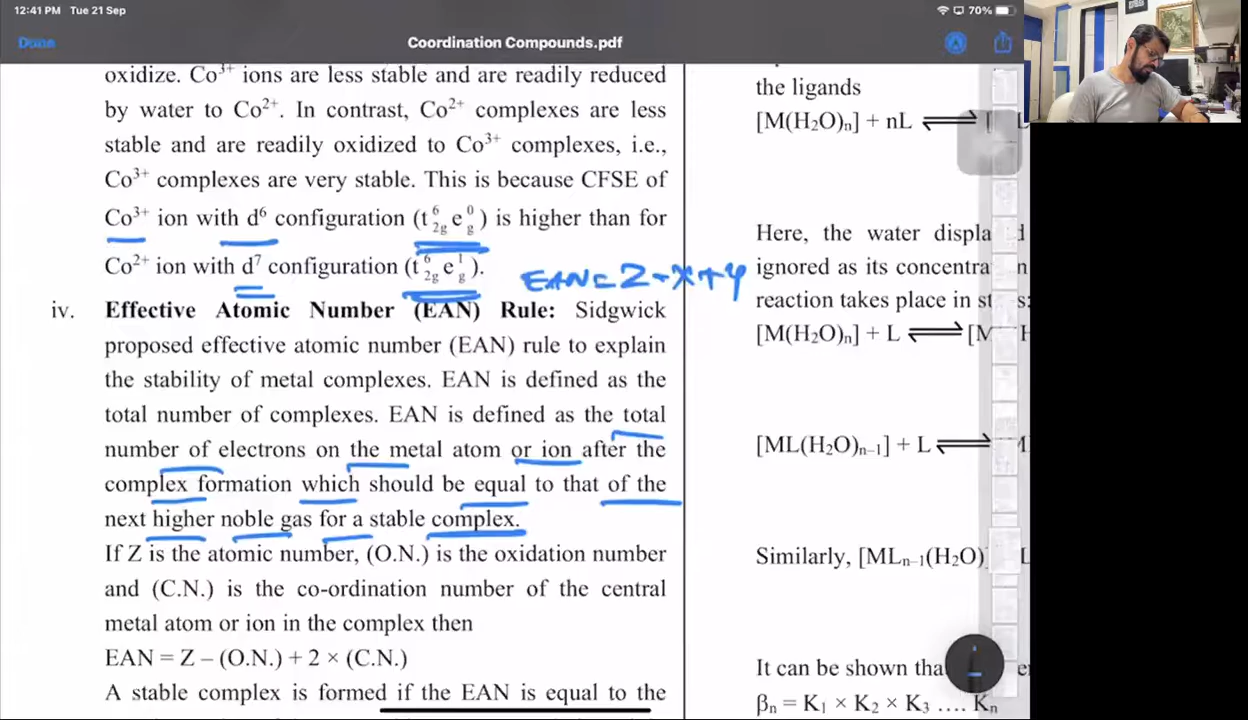 12:41 PM Tue 21 Sep
70%
Done
Coordination Compounds.pdf
oxidize. Co³⁺ ions are less stable and are readily reduced
by water to Co²⁺. In contrast, Co²⁺ complexes are less
stable and are readily oxidized to Co³⁺ complexes, i.e.,
Co³⁺ complexes are very stable. This is because CFSE of
Co³⁺ ion with d⁶ configuration (t₂g⁶ e_g⁰) is higher than for
Co²⁺ ion with d⁷ configuration (t₂g⁶ e_g¹).
EAN = Z - x + y
iv. Effective Atomic Number (EAN) Rule: Sidgwick
proposed effective atomic number (EAN) rule to explain
the stability of metal complexes. EAN is defined as the
total number of complexes. EAN is defined as the total
number of electrons on the metal atom or ion after the
complex formation which should be equal to that of the
next higher noble gas for a stable complex.
If Z is the atomic number, (O.N.) is the oxidation number
and (C.N.) is the co-ordination number of the central
metal atom or ion in the complex then
EAN = Z – (O.N.) + 2 × (C.N.)
A stable complex is formed if the EAN is equal to the
the ligands
[M(H₂O)ₙ] + nL ⇌ [
Here, the water displa
ignored as its concentra
reaction takes place in st
[M(H₂O)ₙ] + L ⇌ [M
[ML(H₂O)ₙ₋₁] + L ⇌
Similarly, [MLₙ₋₁(H₂O)]
It can be shown tha
βₙ = K₁ × K₂ × K₃ .... Kₙ